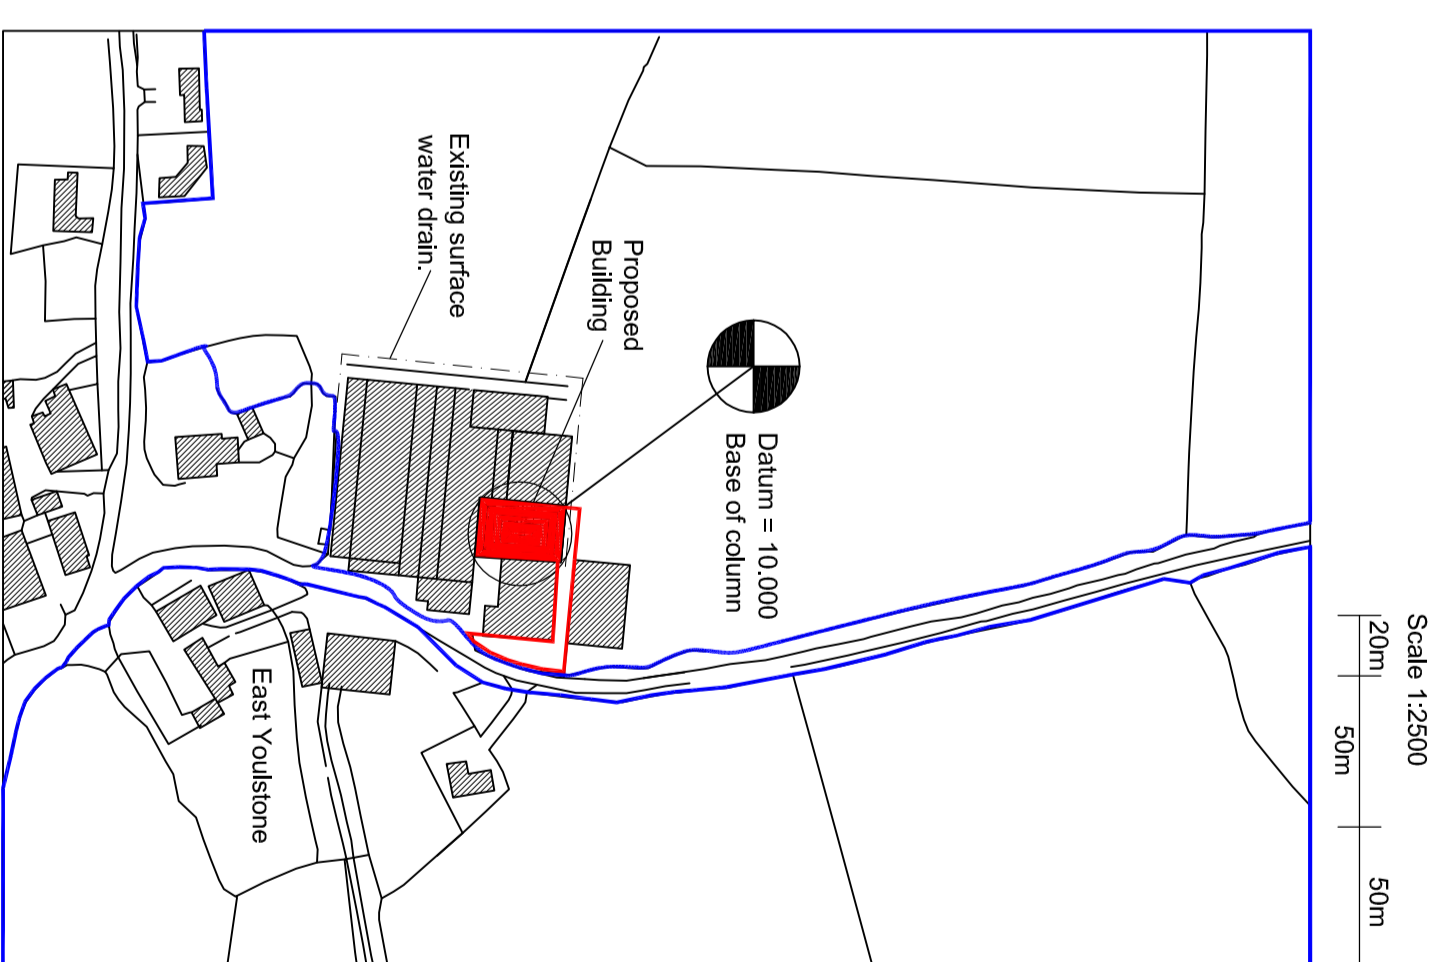 Scale 1:2500
20m
50m
50m
Datum = 10.000
Base of column
Proposed
Building
Existing surface
water drain.
East Youlstone